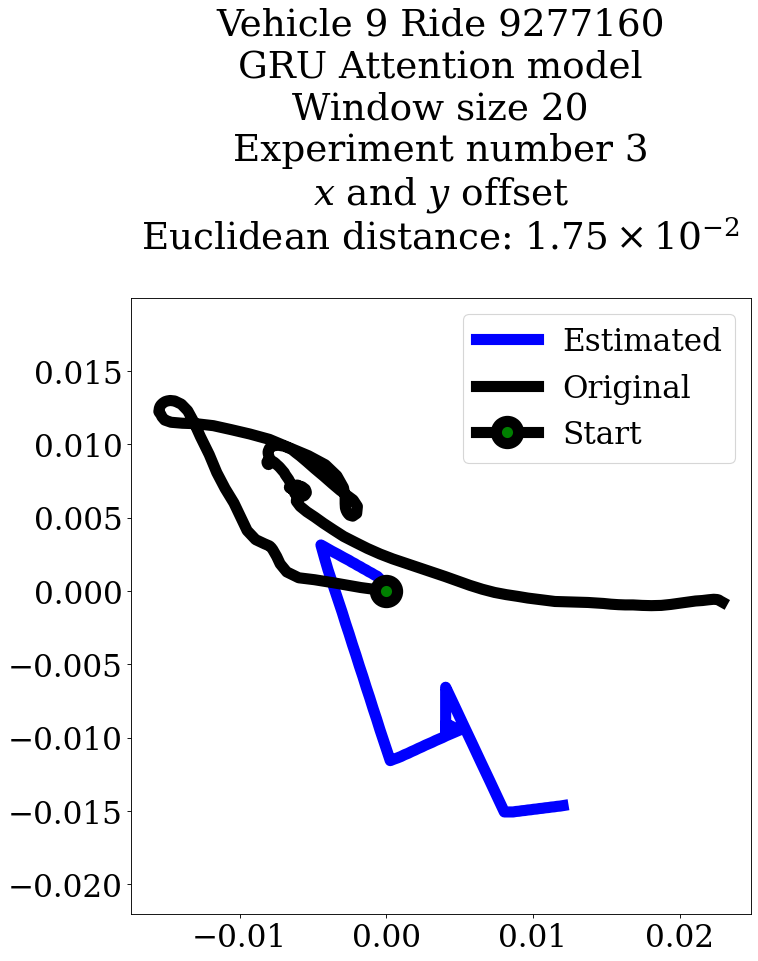 Vehicle 9 Ride 9277160
GRU Attention model
Window size 20
Experiment number 3
x and y offset
Euclidean distance: 1.75 × 10⁻²
Estimated
Original
Start
0.015
0.010
0.005
0.000
−0.005
−0.010
−0.015
−0.020
−0.01 0.00 0.01 0.02